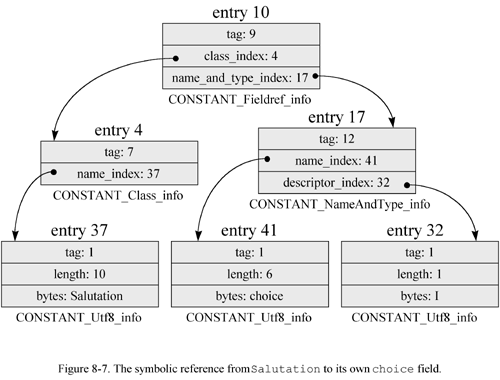 entry 10
tag: 9
class_index: 4
name_and_type_index: 17
CONSTANT_Fieldref_info
entry 4
tag: 7
name_index: 37
CONSTANT_Class_info
entry 17
tag: 12
name_index: 41
descriptor_index: 32
CONSTANT_NameAndType_info
entry 37
tag: 1
length: 10
bytes: Salutation
CONSTANT_Utf8_info
entry 41
tag: 1
length: 6
bytes: choice
CONSTANT_Utf8_info
entry 32
tag: 1
length: 1
bytes: I
CONSTANT_Utf8_info
Figure 8-7. The symbolic reference from Salutation to its own choice field.